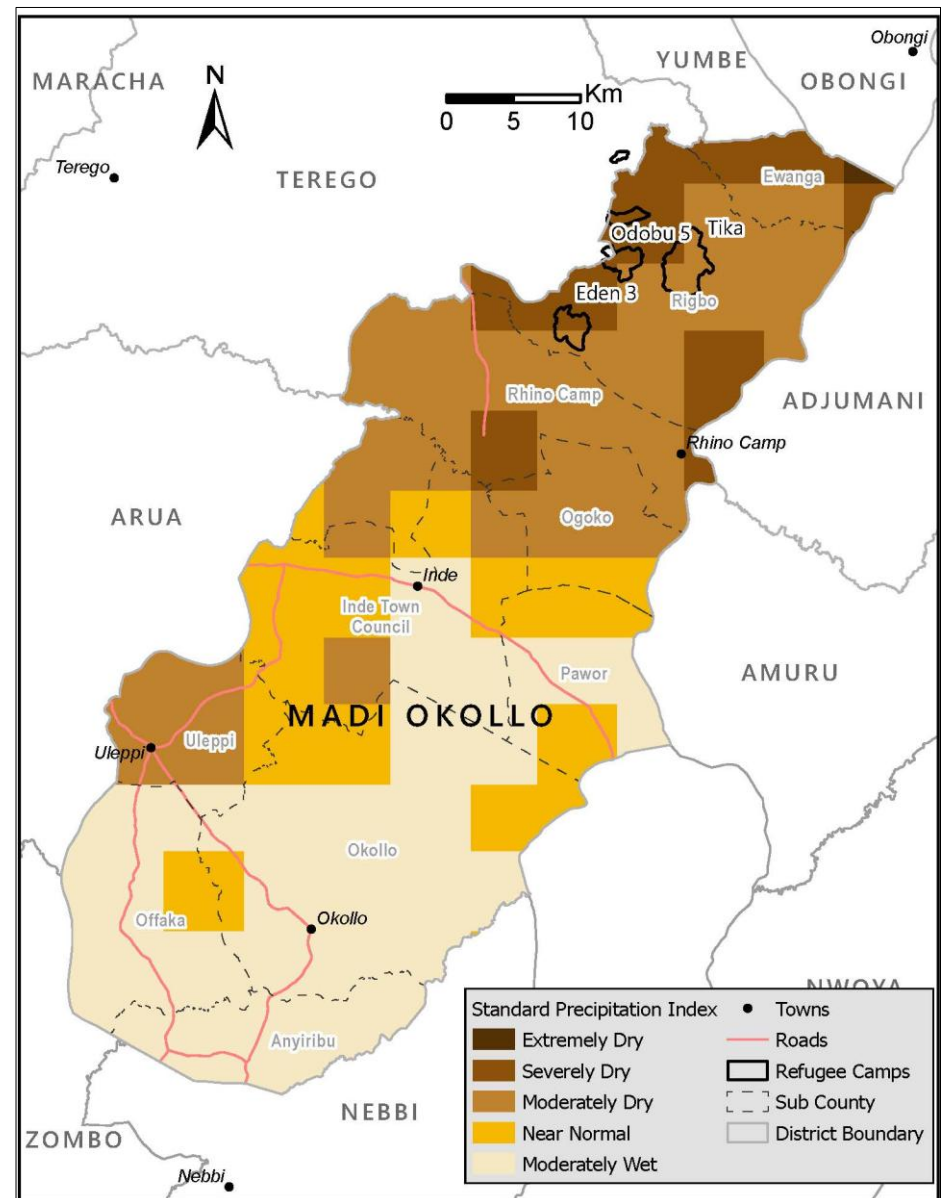 Obongi
YUMBE
MARACHA
OBONGI
N
Km
0 5 10
Terego
TEREGO
Ewanga
Odobu 5
Tika
Eden 3
Rigbo
Rhino Camp
ADJUMANI
Rhino Camp
ARUA
Ogoko
Inde
Inde Town
Council
Pawor
AMURU
MADI OKOLLO
Uleppi
Uleppi
Okollo
Offaka
Okollo
NWOYA
Anyiribu
NEBBI
ZOMBO
Nebbi
Standard Precipitation Index
Extremely Dry
Severely Dry
Moderately Dry
Near Normal
Moderately Wet
Towns
Roads
Refugee Camps
Sub County
District Boundary